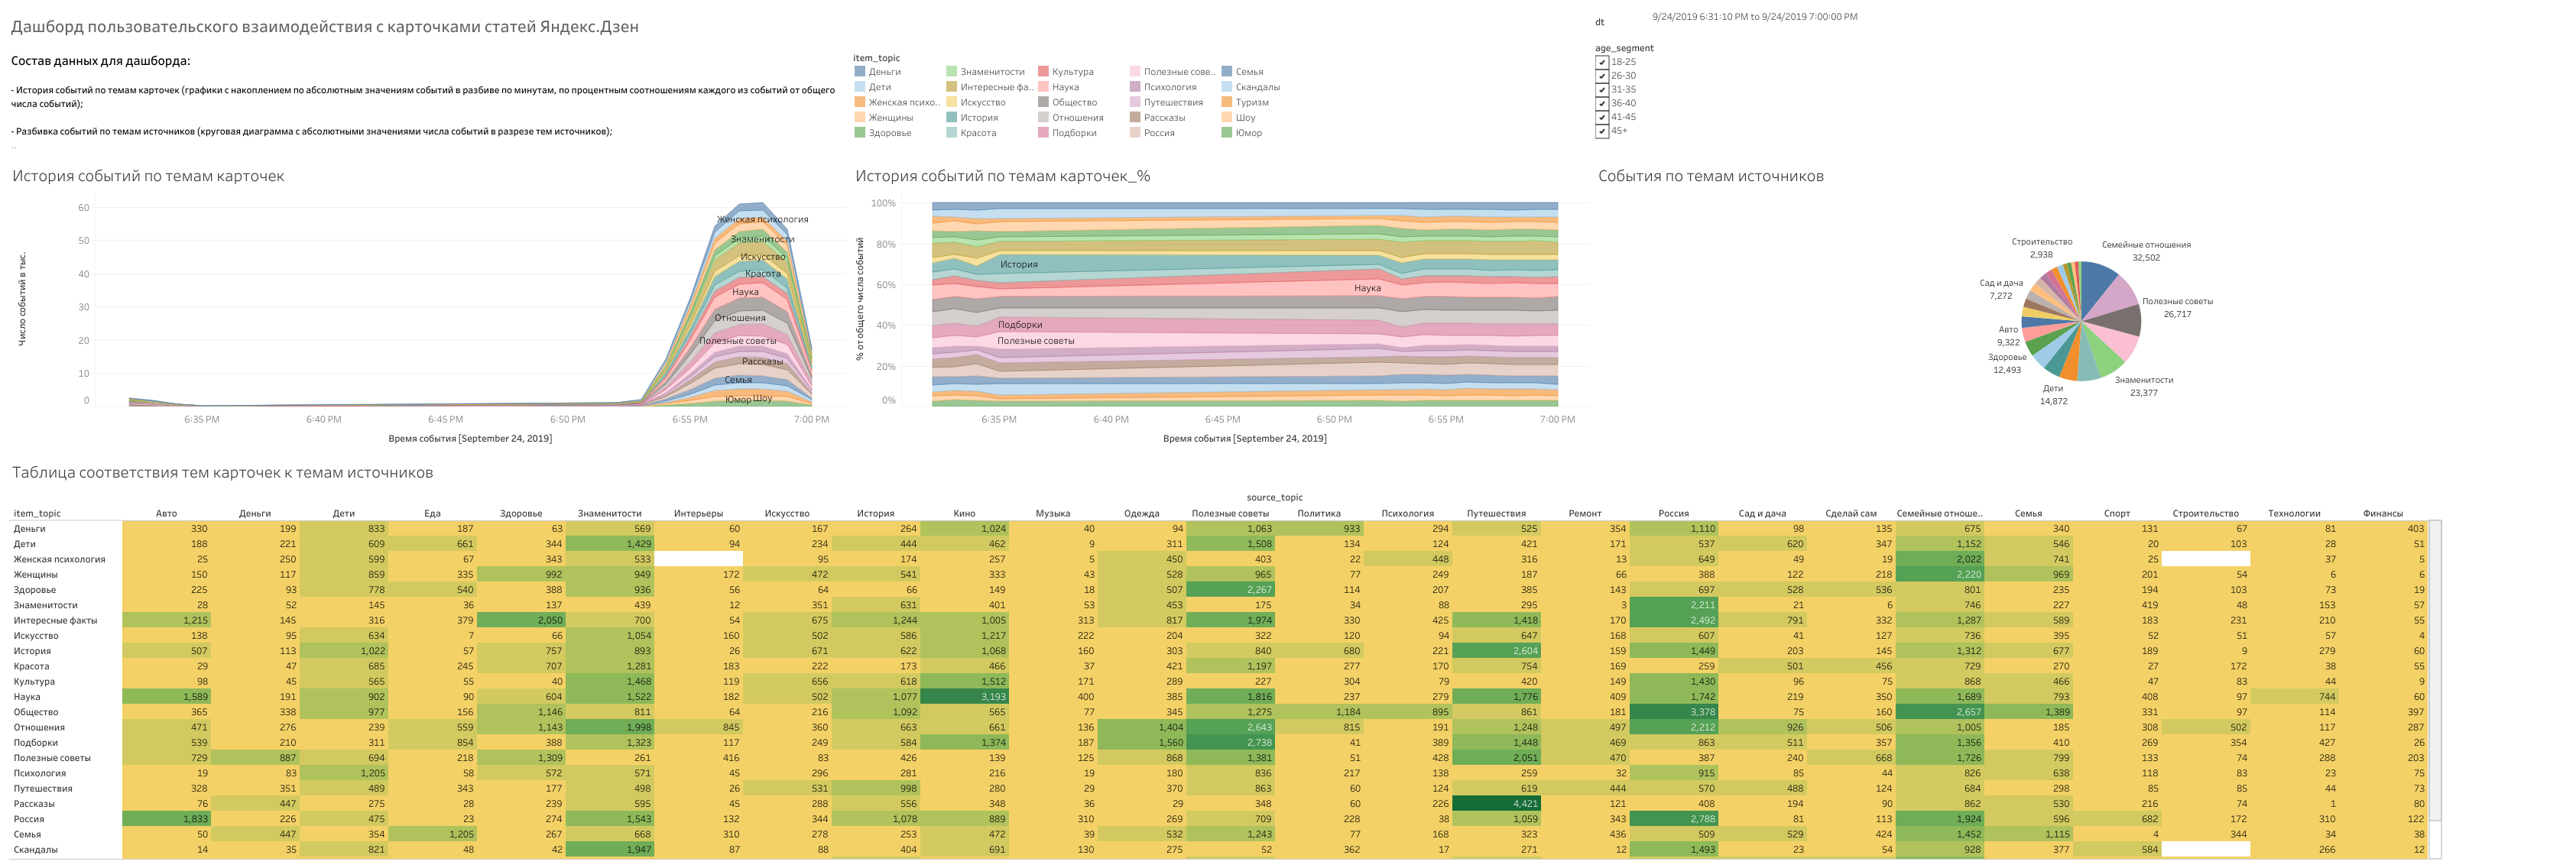 Дашборд пользовательского взаимодействия с карточками статей Яндекс.Дзен
Состав данных для дашборда:
- История событий по темам карточек (графики с накоплением по абсолютным значениям событий в разбиве по минутам, по процентным соотношениям каждого из событий от общего
числа событий);
- Разбивка событий по темам источников (круговая диаграмма с абсолютными значениями числа событий в разрезе тем источников);
..
item_topic
Деньги Знаменитости Культура Полезные сове.. Семья
Дети Интересные фа.. Наука Психология Скандалы
Женская психо.. Искусство Общество Путешествия Туризм
Женщины История Отношения Рассказы Шоу
Здоровье Красота Подборки Россия Юмор
dt
9/24/2019 6:31:10 PM to 9/24/2019 7:00:00 PM
age_segment
18-25
26-30
31-35
36-40
41-45
45+
История событий по темам карточек
Число событий в тыс.
60
50
40
30
20
10
0
Женская психология
Знаменитости
Искусство
Красота
Наука
Отношения
Полезные советы
Рассказы
Семья
Юмор Шоу
6:35 PM 6:40 PM 6:45 PM 6:50 PM 6:55 PM 7:00 PM
Время события [September 24, 2019]
История событий по темам карточек_%
% от общего числа событий
100%
80%
60%
40%
20%
0%
История
Наука
Подборки
Полезные советы
6:35 PM 6:40 PM 6:45 PM 6:50 PM 6:55 PM 7:00 PM
Время события [September 24, 2019]
События по темам источников
Строительство
2,938
Семейные отношения
32,502
Сад и дача
7,272
Полезные советы
26,717
Авто
9,322
Здоровье
12,493
Знаменитости
23,377
Дети
14,872
Таблица соответствия тем карточек к темам источников
source_topic
item_topic Авто Деньги Дети Еда Здоровье Знаменитости Интерьеры Искусство История Кино Музыка Одежда Полезные советы Политика Психология Путешествия Ремонт Россия Сад и дача Сделай сам Семейные отноше.. Семья Спорт Строительство Технологии Финансы
Деньги 330 199 833 187 63 569 60 167 264 1,024 40 94 1,063 933 294 525 354 1,110 98 135 675 340 131 67 81 403
Дети 188 221 609 661 344 1,429 94 234 444 462 9 311 1,508 134 124 421 171 537 620 347 1,152 546 20 103 28 51
Женская психология 25 250 599 67 343 533 95 174 257 5 450 403 22 448 316 13 649 49 19 2,022 741 25 37 5
Женщины 150 117 859 335 992 949 172 472 541 333 43 528 965 77 249 187 66 388 122 218 2,220 969 201 54 6 6
Здоровье 225 93 778 540 388 936 56 64 66 149 18 507 2,267 114 207 385 143 697 528 536 801 235 194 103 73 19
Знаменитости 28 52 145 36 137 439 12 351 631 401 53 453 175 34 88 295 3 2,211 21 6 746 227 419 48 153 57
Интересные факты 1,215 145 316 379 2,050 700 54 675 1,244 1,005 313 817 1,974 330 425 1,418 170 2,492 791 332 1,287 589 183 231 210 55
Искусство 138 95 634 7 66 1,054 160 502 586 1,217 222 204 322 120 94 647 168 607 41 127 736 395 52 51 57 4
История 507 113 1,022 57 757 893 26 671 622 1,068 160 303 840 680 221 2,604 159 1,449 203 145 1,312 677 189 9 279 60
Красота 29 47 685 245 707 1,281 183 222 173 466 37 421 1,197 277 170 754 169 259 501 456 729 270 27 172 38 55
Культура 98 45 565 55 40 1,468 119 656 618 1,512 171 289 227 304 79 420 149 1,430 96 75 868 466 47 83 44 9
Наука 1,589 191 902 90 604 1,522 182 502 1,077 3,193 400 385 1,816 237 279 1,776 409 1,742 219 350 1,689 793 408 97 744 60
Общество 365 338 977 156 1,146 811 64 216 1,092 565 77 345 1,275 1,184 895 861 181 3,378 75 160 2,657 1,389 331 97 114 397
Отношения 471 276 239 559 1,143 1,998 845 360 663 661 136 1,404 2,643 815 191 1,248 497 2,212 926 506 1,005 185 308 502 117 287
Подборки 539 210 311 854 388 1,323 117 249 584 1,374 187 1,560 2,738 41 389 1,448 469 863 511 357 1,356 410 269 354 427 26
Полезные советы 729 887 694 218 1,309 261 416 83 426 139 125 868 1,381 51 428 2,051 470 387 240 668 1,726 799 133 74 288 203
Психология 19 83 1,205 58 572 571 45 296 281 216 19 180 836 217 138 259 32 915 85 44 826 638 118 83 23 75
Путешествия 328 351 489 343 177 498 26 531 998 280 29 370 863 60 124 619 444 570 488 124 684 298 85 85 44 73
Рассказы 76 447 275 28 239 595 45 288 556 348 36 29 348 60 226 4,421 121 408 194 90 862 530 216 74 1 80
Россия 1,833 226 475 23 274 1,543 132 344 1,078 889 310 269 709 228 38 1,059 343 2,788 81 113 1,924 596 682 172 310 122
Семья 50 447 354 1,205 267 668 310 278 253 472 39 532 1,243 77 168 323 436 509 529 424 1,452 1,115 4 344 34 38
Скандалы 14 35 821 48 42 1,947 87 88 404 691 130 275 52 362 17 271 12 1,493 23 54 928 377 584 266 12